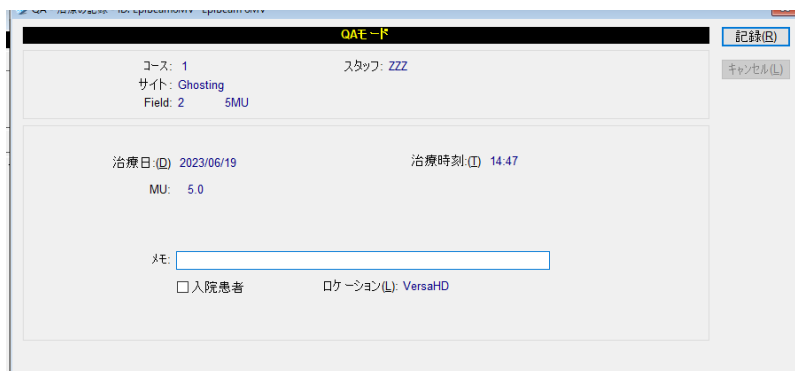 QAモード
記録(R)
キャンセル(L)
コース: 1
スタッフ: ZZZ
サイト: Ghosting
Field: 2 5MU
治療日:(D) 2023/06/19
治療時刻:(T) 14:47
MU: 5.0
メモ:
入院患者
ロケーション(L): VersaHD